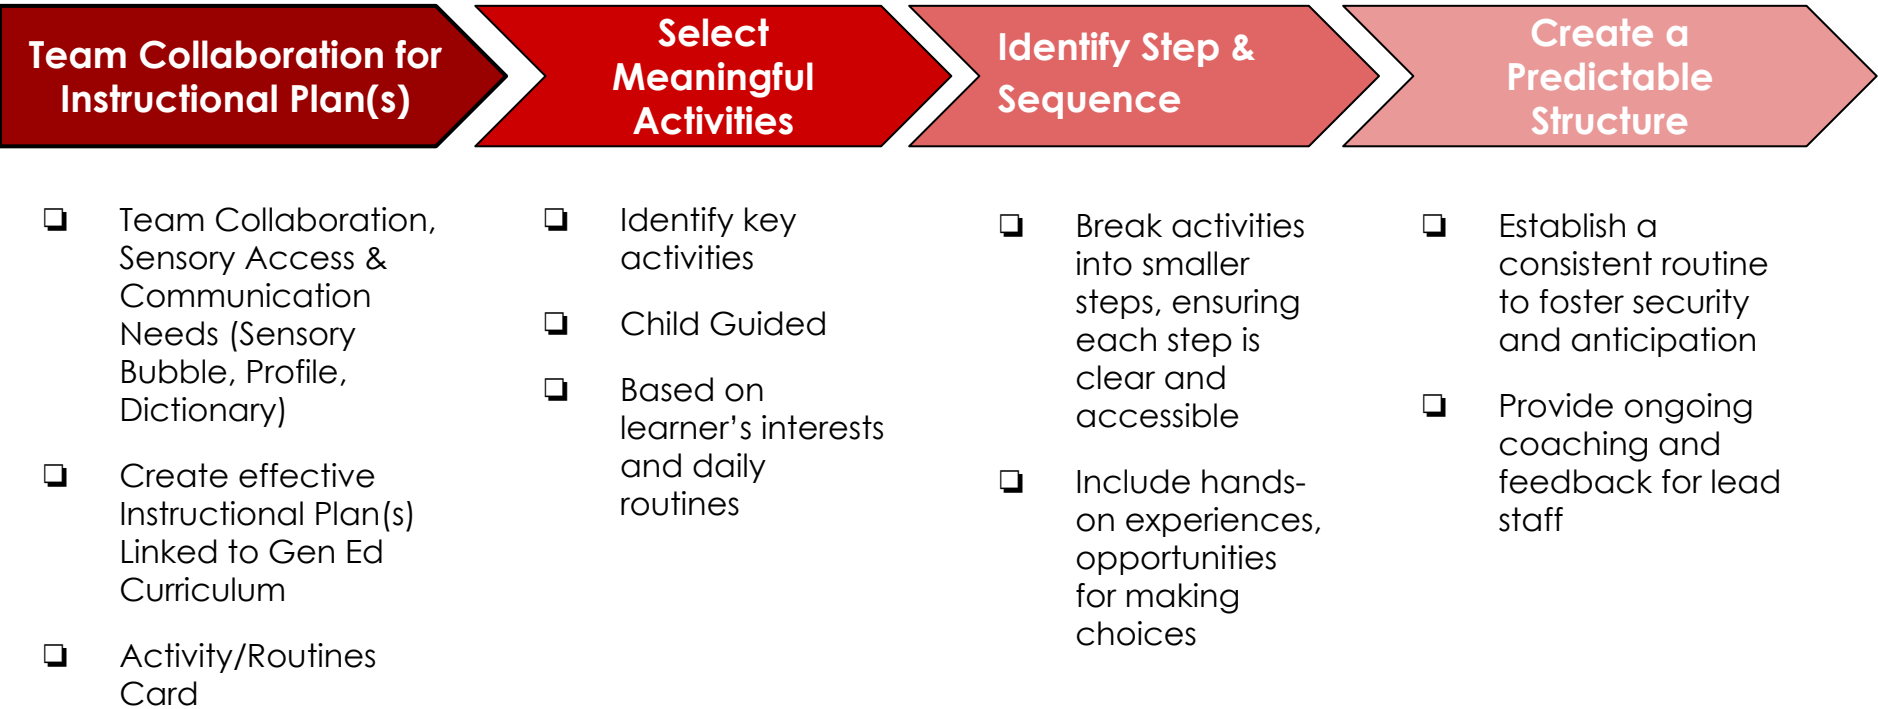 Team Collaboration for
Instructional Plan(s)
Select
Meaningful
Activities
Identify Step &
Sequence
Create a
Predictable
Structure
❏ Team Collaboration,
Sensory Access &
Communication
Needs (Sensory
Bubble, Profile,
Dictionary)
❏ Create effective
Instructional Plan(s)
Linked to Gen Ed
Curriculum
❏ Activity/Routines
Card
❏ Identify key
activities
❏ Child Guided
❏ Based on
learner’s interests
and daily
routines
❏ Break activities
into smaller
steps, ensuring
each step is
clear and
accessible
❏ Include hands-
on experiences,
opportunities
for making
choices
❏ Establish a
consistent routine
to foster security
and anticipation
❏ Provide ongoing
coaching and
feedback for lead
staff